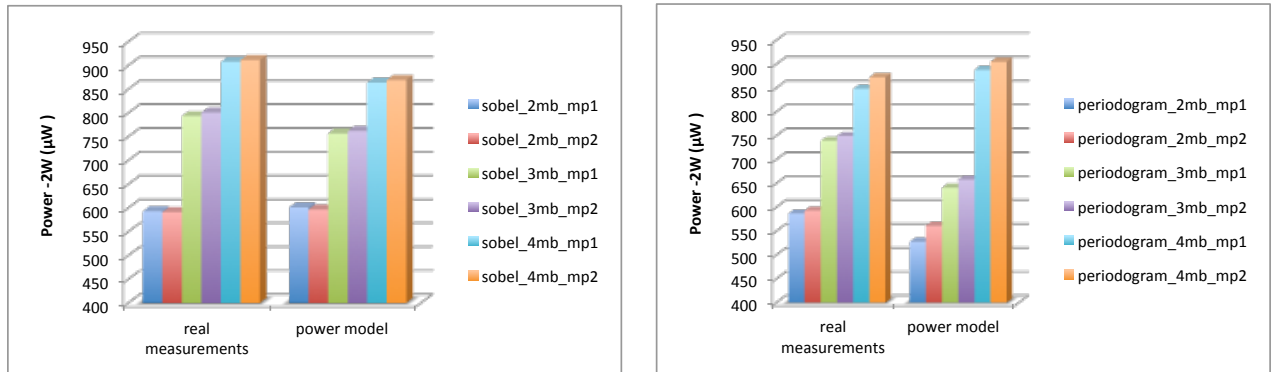 Power -2W (µW)
950
900
850
800
750
700
650
600
550
500
450
400
real
measurements
power model
sobel_2mb_mp1
sobel_2mb_mp2
sobel_3mb_mp1
sobel_3mb_mp2
sobel_4mb_mp1
sobel_4mb_mp2
Power -2W (µW)
950
900
850
800
750
700
650
600
550
500
450
400
real
measurements
power model
periodogram_2mb_mp1
periodogram_2mb_mp2
periodogram_3mb_mp1
periodogram_3mb_mp2
periodogram_4mb_mp1
periodogram_4mb_mp2